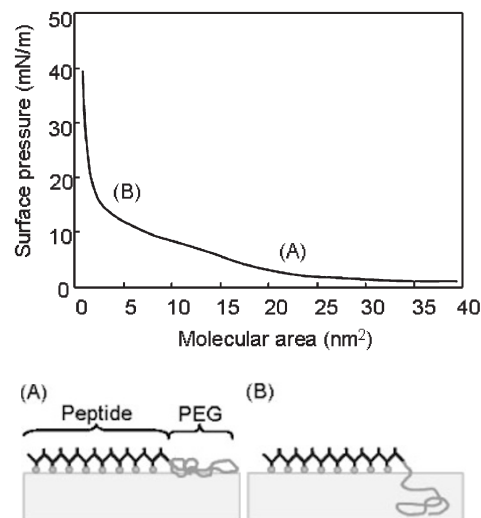 50
40
30
20
10
0
Surface pressure (mN/m)
(B)
(A)
0 5 10 15 20 25 30 35 40
Molecular area (nm²)
(A) (B)
Peptide PEG